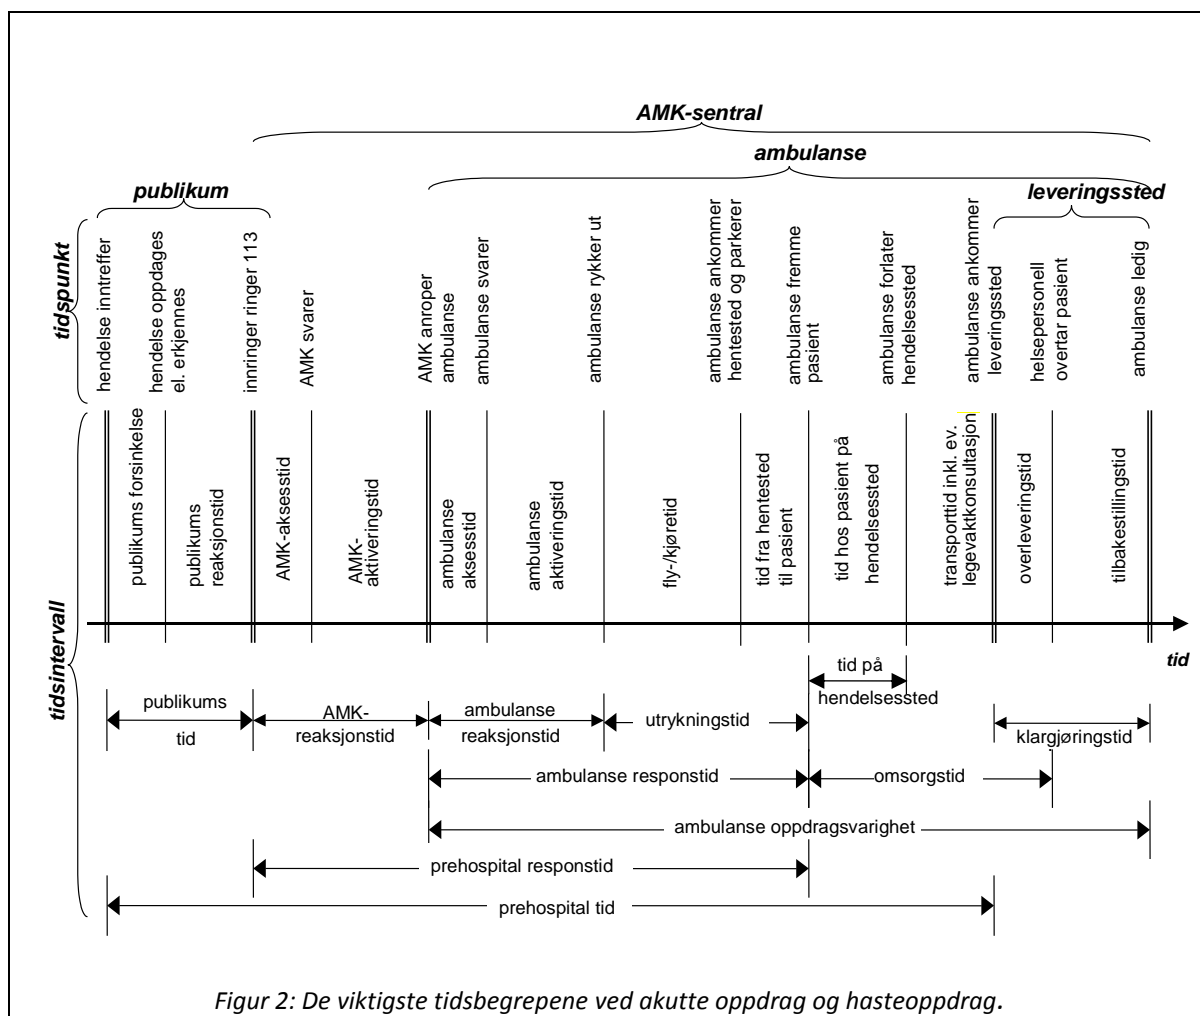 AMK-sentral
ambulanse
publikum
leveringssted
tidspunkt
hendelse inntreffer
hendelse oppdages
el. erkjennes
innringer ringer 113
AMK svarer
AMK anroper
ambulanse
ambulanse svarer
ambulanse rykker ut
ambulanse ankommer
hentested og parkerer
ambulanse fremme
pasient
ambulanse forlater
hendelsessted
ambulanse ankommer
leveringssted
helsepersonell
overtar pasient
ambulanse ledig
tidsintervall
publikums forsinkelse
publikums
reaksjonstid
AMK-aksesstid
AMK-
aktiveringstid
ambulanse
aksesstid
ambulanse
aktiveringstid
fly-/kjøretid
tid fra hentested
til pasient
tid hos pasient på
hendelsessted
transporttid inkl. ev.
legevaktkonsultasjon
overleveringstid
tilbakestillingstid
tid
tid på
hendelsessted
publikums
tid
AMK-
reaksjonstid
ambulanse
reaksjonstid
utrykningstid
klargjøringstid
ambulanse responstid
omsorgstid
ambulanse oppdragsvarighet
prehospital responstid
prehospital tid
Figur 2: De viktigste tidsbegrepene ved akutte oppdrag og hasteoppdrag.